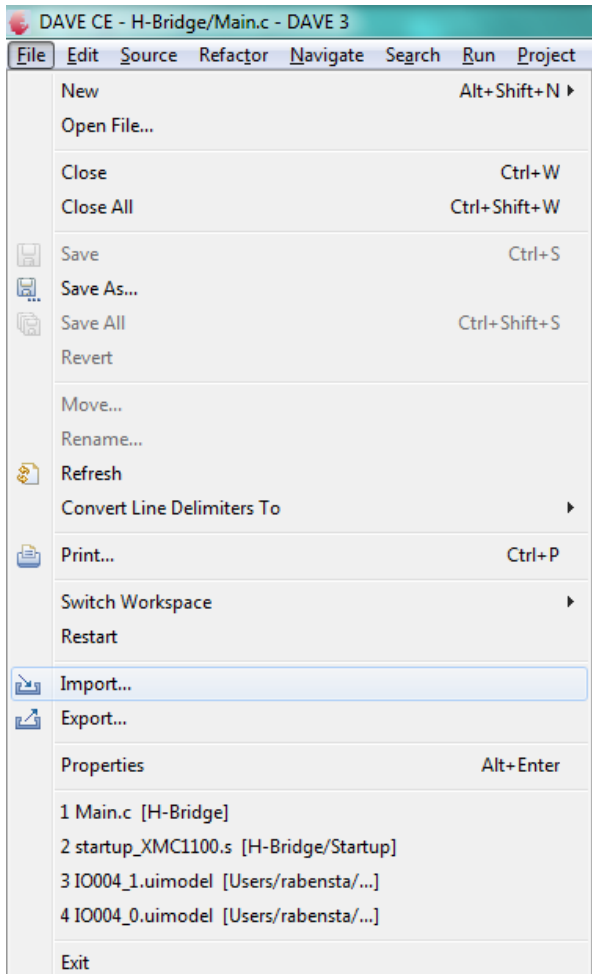 DAVE CE - H-Bridge/Main.c - DAVE 3
File Edit Source Refactor Navigate Search Run Project
New Alt+Shift+N
Open File...
Close Ctrl+W
Close All Ctrl+Shift+W
Save Ctrl+S
Save As...
Save All Ctrl+Shift+S
Revert
Move...
Rename...
Refresh
Convert Line Delimiters To
Print... Ctrl+P
Switch Workspace
Restart
Import...
Export...
Properties Alt+Enter
1 Main.c [H-Bridge]
2 startup_XMC1100.s [H-Bridge/Startup]
3 IO004_1.uimodel [Users/rabensta/...]
4 IO004_0.uimodel [Users/rabensta/...]
Exit